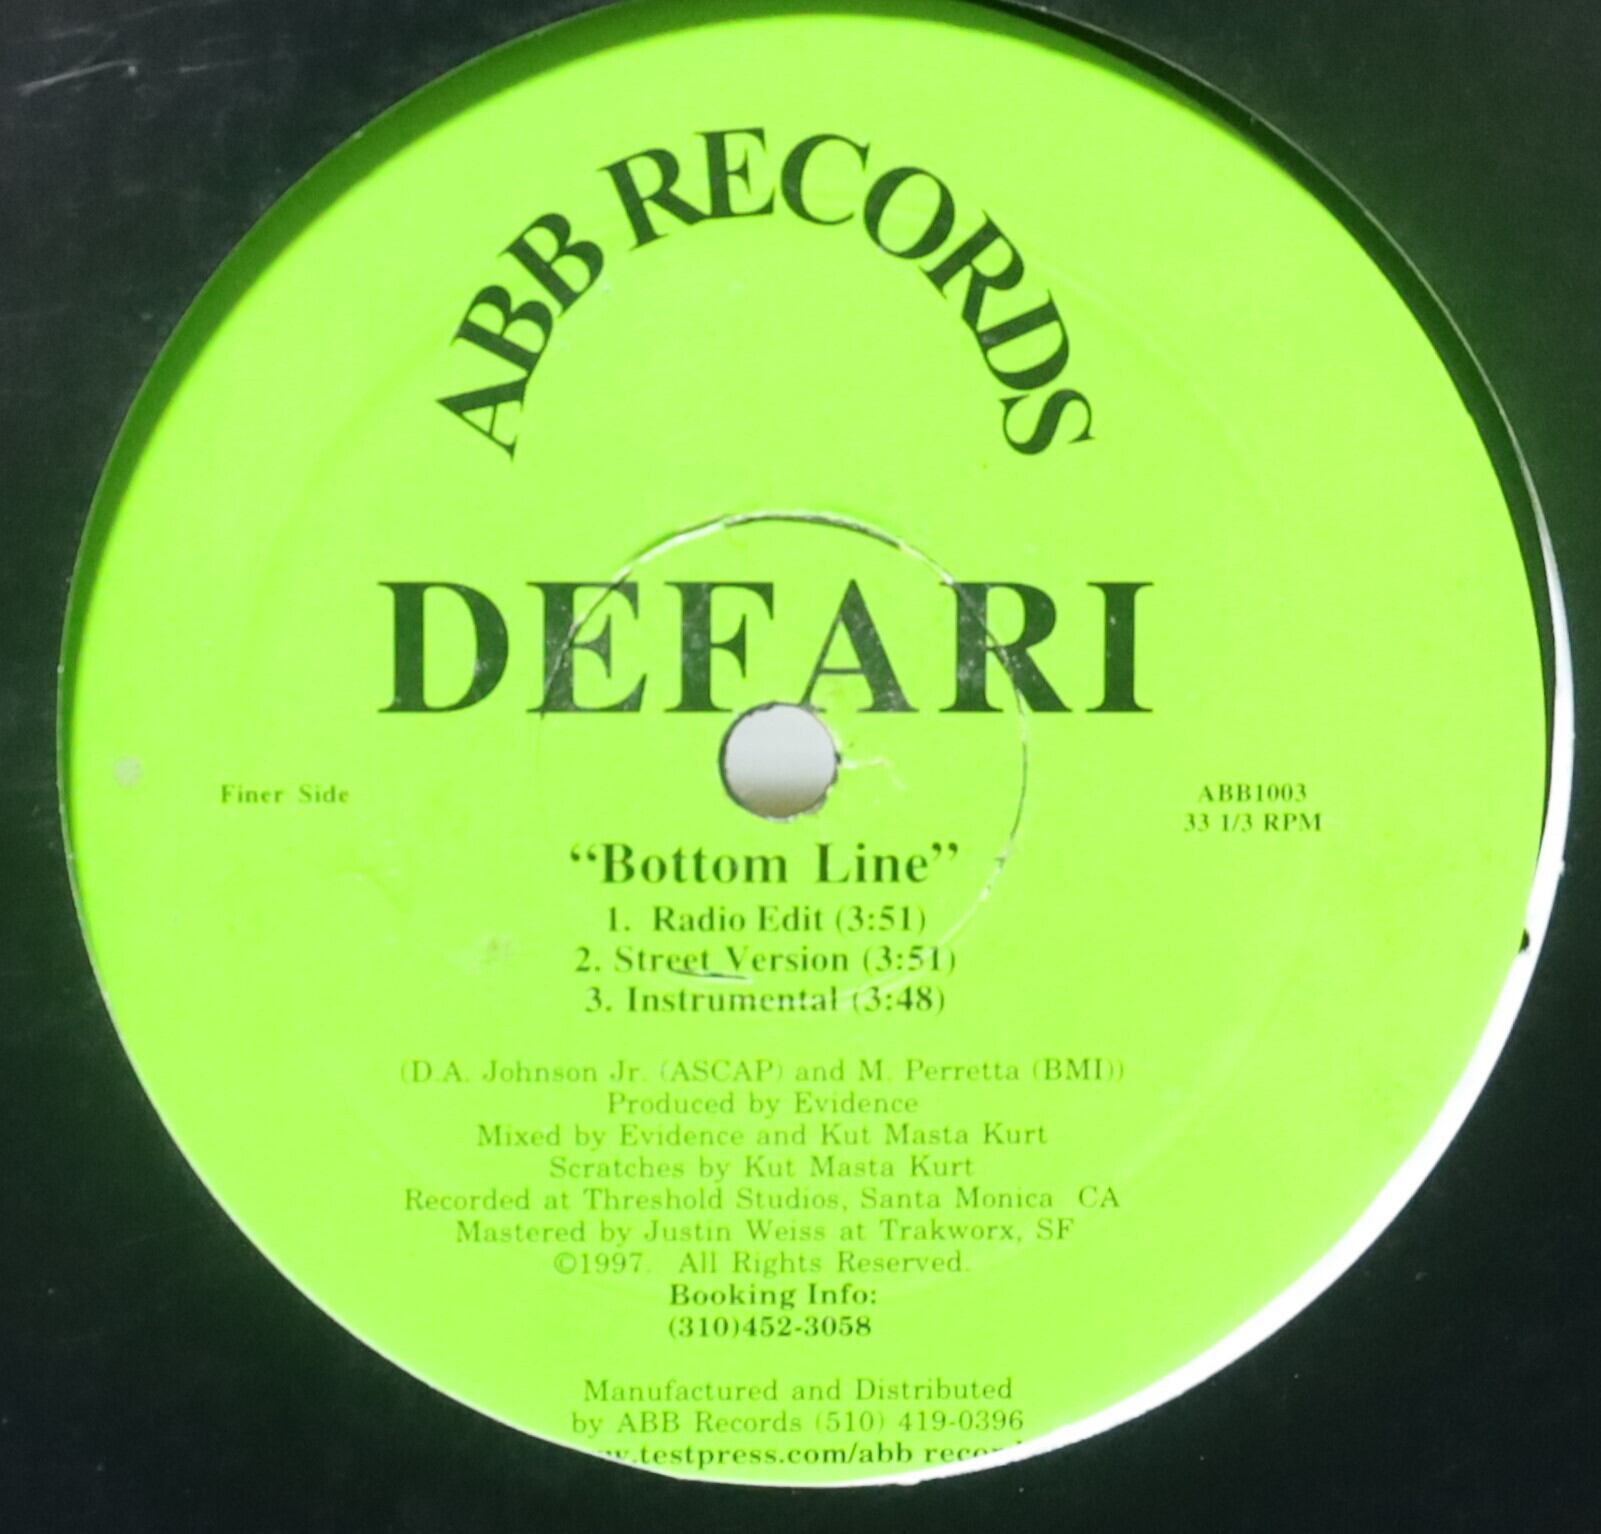 ABB RECORDS
DEFARI
Finer Side
ABB1003
33 1/3 RPM
“Bottom Line”
1. Radio Edit (3:51)
2. Street Version (3:51)
3. Instrumental (3:48)
(D.A. Johnson Jr. (ASCAP) and M. Perretta (BMI))
Produced by Evidence
Mixed by Evidence and Kut Masta Kurt
Scratches by Kut Masta Kurt
Recorded at Threshold Studios, Santa Monica CA
Mastered by Justin Weiss at Trakworx, SF
©1997. All Rights Reserved.
Booking Info:
(310)452-3058
Manufactured and Distributed
by ABB Records (510) 419-0396
.testpress.com/abb